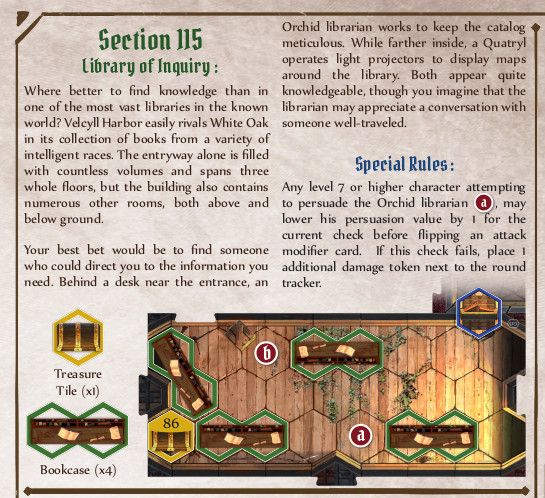 Section 115
Library of Inquiry:
Where better to find knowledge than in
one of the most vast libraries in the known
world? Velcyll Harbor easily rivals White Oak
in its collection of books from a variety of
intelligent races. The entryway alone is filled
with countless volumes and spans three
whole floors, but the building also contains
numerous other rooms, both above and
below ground.
Your best bet would be to find someone
who could direct you to the information you
need. Behind a desk near the entrance, an
Orchid librarian works to keep the catalog
meticulous. While farther inside, a Quatryl
operates light projectors to display maps
around the library. Both appear quite
knowledgeable, though you imagine that the
librarian may appreciate a conversation with
someone well-traveled.
Special Rules:
Any level 7 or higher character attempting
to persuade the Orchid librarian a, may
lower his persuasion value by 1 for the
current check before flipping an attack
modifier card. If this check fails, place 1
additional damage token next to the round
tracker.
Treasure
Tile (x1)
Bookcase (x4)
b
86
a